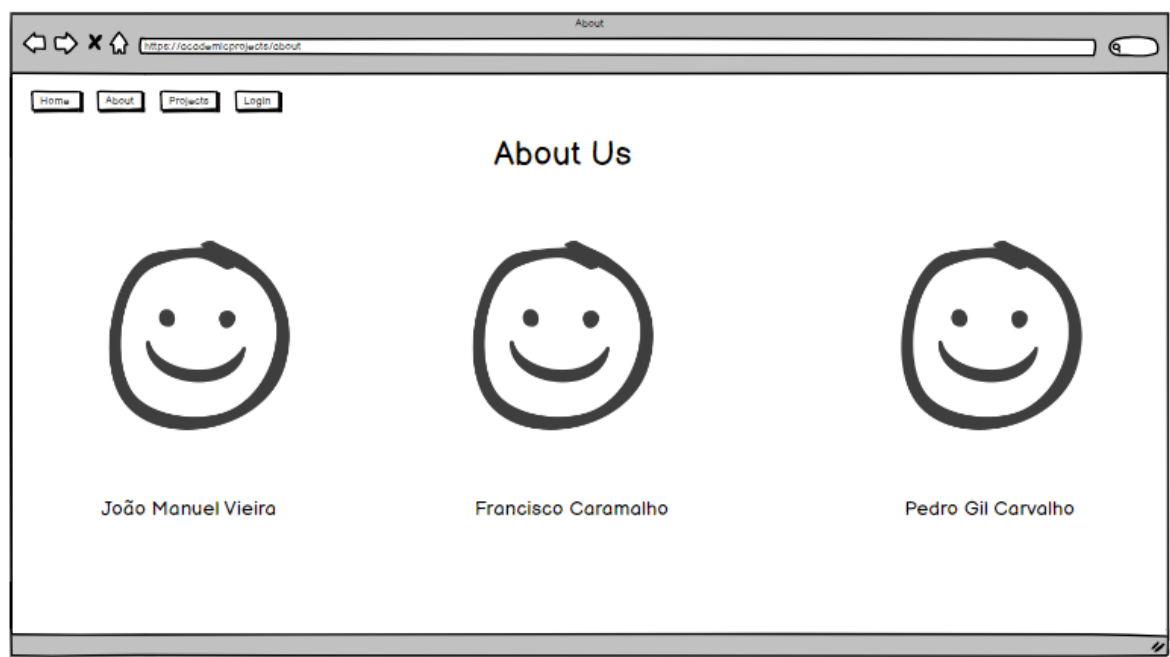 About
https://academicprojects/about
Home About Projects Login
About Us
João Manuel Vieira Francisco Caramalho Pedro Gil Carvalho